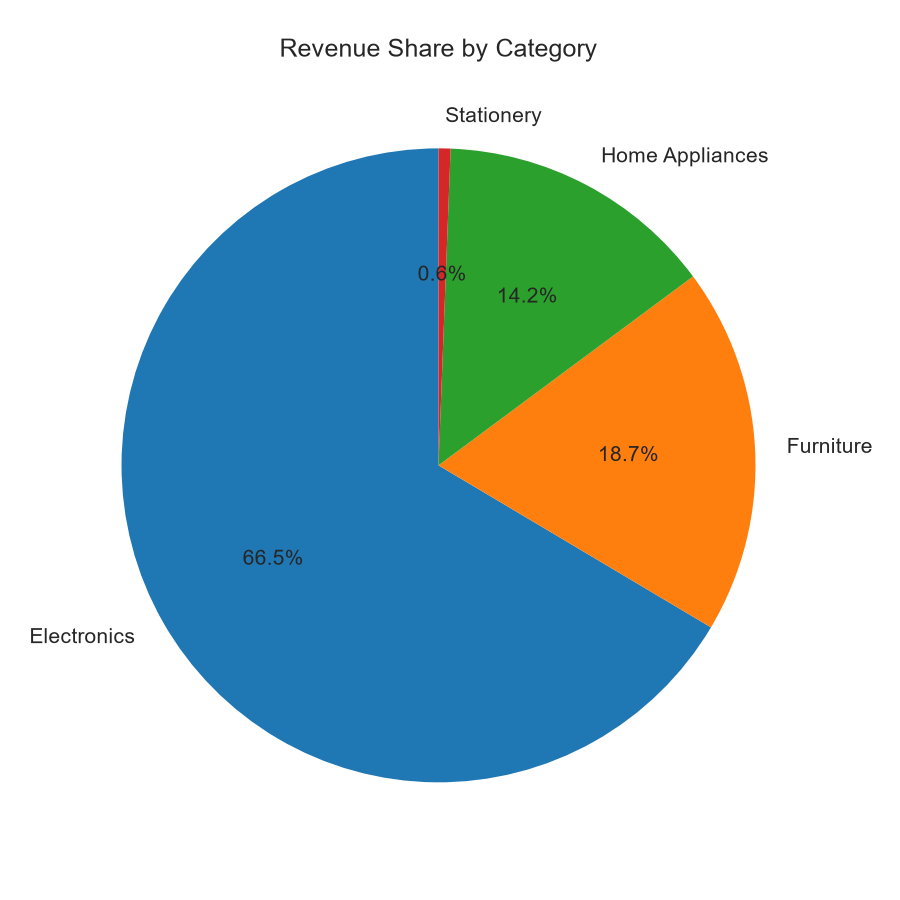 Revenue Share by Category
Stationery
Home Appliances
0.6%
14.2%
Furniture
18.7%
66.5%
Electronics